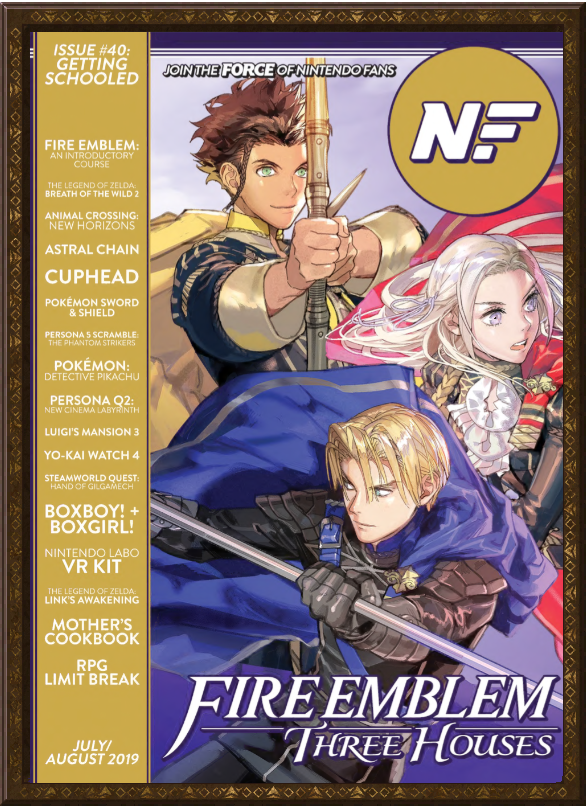 ISSUE #40:
GETTING
SCHOOLED
JOIN THE FORCE OF NINTENDO FANS
NF
FIRE EMBLEM:
AN INTRODUCTORY
COURSE
THE LEGEND OF ZELDA:
BREATH OF THE WILD 2
ANIMAL CROSSING:
NEW HORIZONS
ASTRAL CHAIN
CUPHEAD
POKÉMON SWORD
& SHIELD
PERSONA 5 SCRAMBLE:
THE PHANTOM STRIKERS
POKÉMON:
DETECTIVE PIKACHU
PERSONA Q2:
NEW CINEMA LABYRINTH
LUIGI'S MANSION 3
YO-KAI WATCH 4
STEAMWORLD QUEST:
HAND OF GILGAMECH
BOXBOY! +
BOXGIRL!
NINTENDO LABO
VR KIT
THE LEGEND OF ZELDA:
LINK'S AWAKENING
MOTHER'S
COOKBOOK
RPG
LIMIT BREAK
JULY/
AUGUST 2019
FIRE EMBLEM
THREE HOUSES